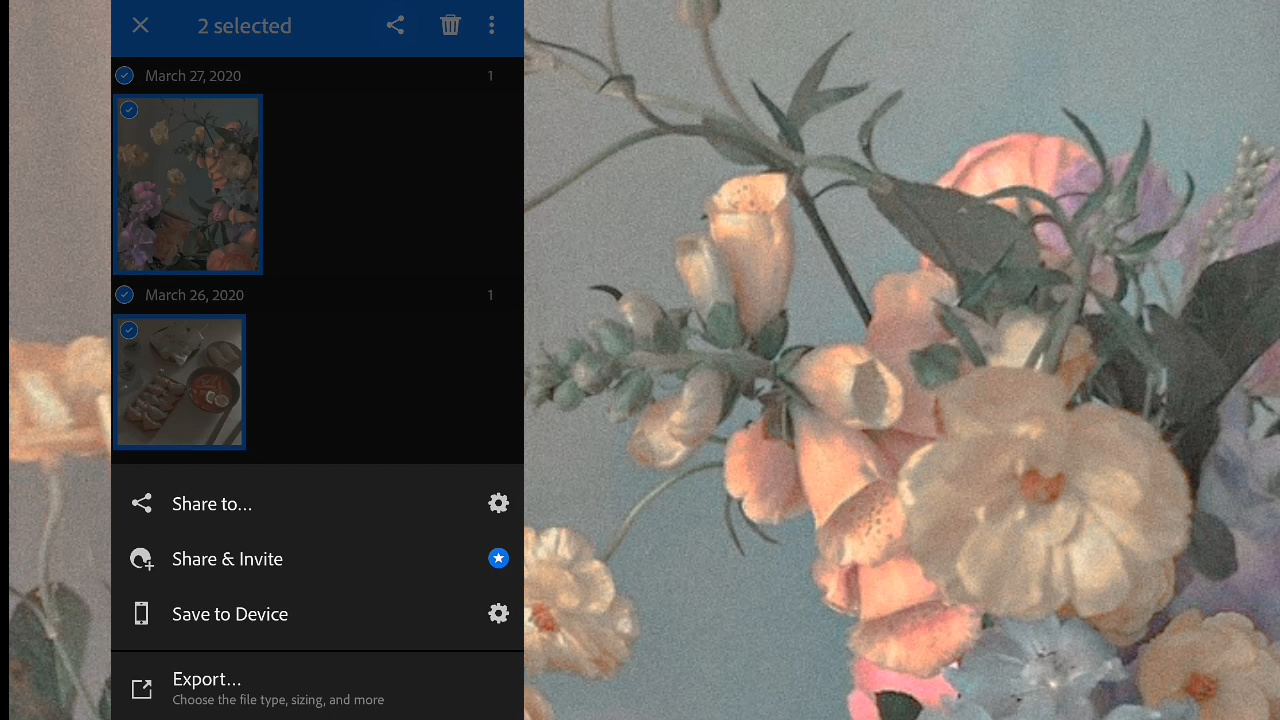 2 selected
March 27, 2020 1
March 26, 2020 1
Share to...
Share & Invite
Save to Device
Export...
Choose the file type, sizing, and more